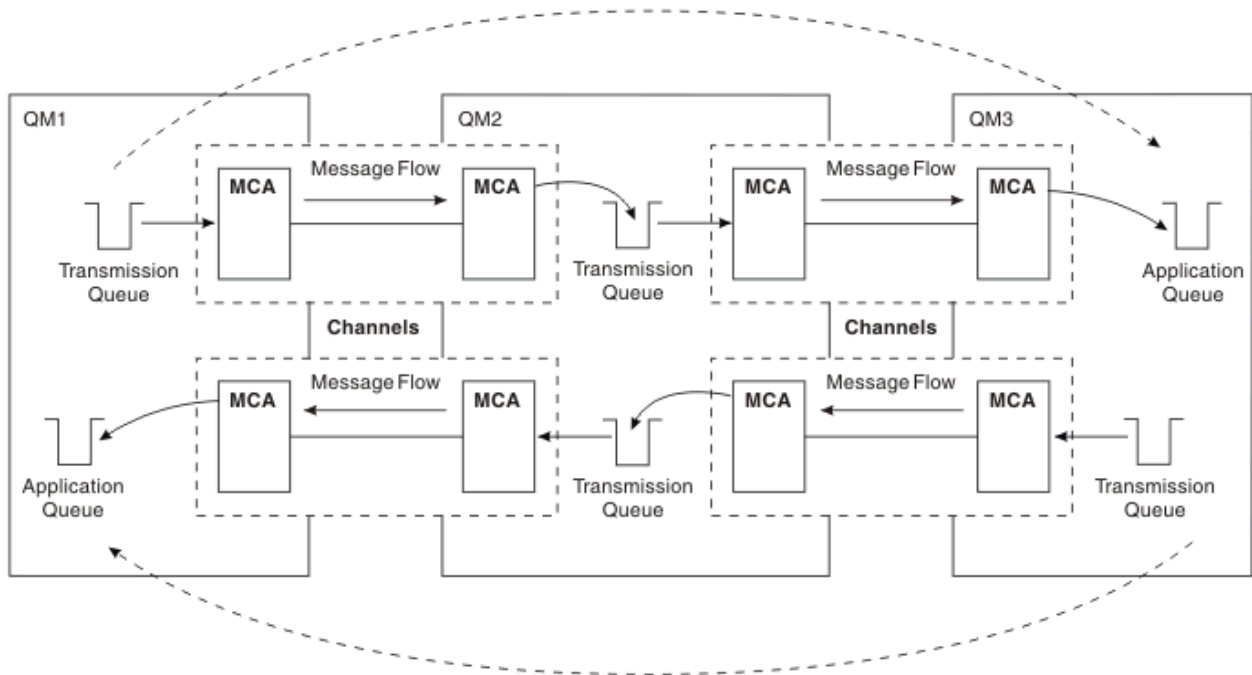 QM1
QM2
QM3
MCA
Message Flow
MCA
MCA
Message Flow
MCA
Transmission
Queue
Transmission
Queue
Application
Queue
Channels
Channels
MCA
Message Flow
MCA
MCA
Message Flow
MCA
Application
Queue
Transmission
Queue
Transmission
Queue